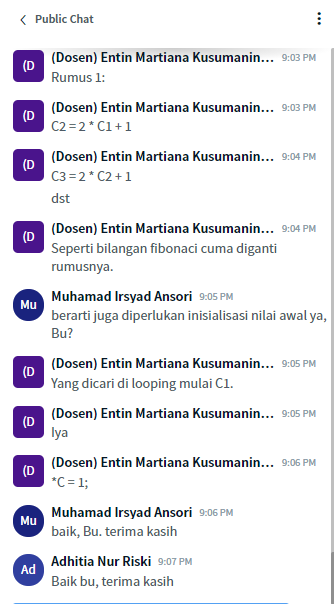 Public Chat
(D
(Dosen) Entin Martiana Kusumanin... 9:03 PM
Rumus 1:
(D
(Dosen) Entin Martiana Kusumanin... 9:03 PM
C2 = 2 * C1 + 1
(D
(Dosen) Entin Martiana Kusumanin... 9:04 PM
C3 = 2 * C2 + 1
dst
(D
(Dosen) Entin Martiana Kusumanin... 9:04 PM
Seperti bilangan fibonaci cuma diganti
rumusnya.
Mu
Muhamad Irsyad Ansori 9:05 PM
berarti juga diperlukan inisialisasi nilai awal ya,
Bu?
(D
(Dosen) Entin Martiana Kusumanin... 9:05 PM
Yang dicari di looping mulai C1.
(D
(Dosen) Entin Martiana Kusumanin... 9:05 PM
Iya
(D
(Dosen) Entin Martiana Kusumanin... 9:06 PM
*C = 1;
Mu
Muhamad Irsyad Ansori 9:06 PM
baik, Bu. terima kasih
Ad
Adhitia Nur Riski 9:07 PM
Baik bu, terima kasih